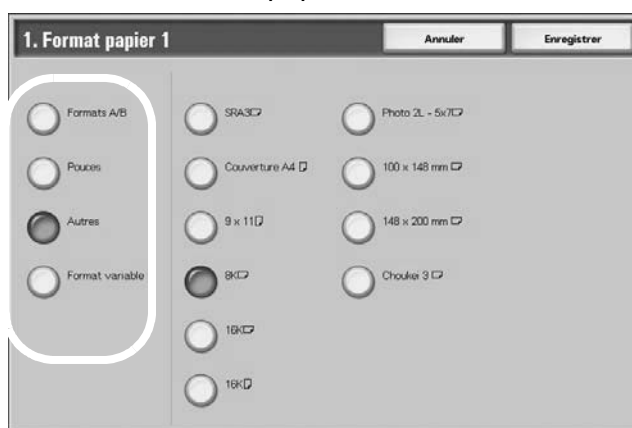 1. Format papier 1
Annuler
Enregistrer
Formats A/B
Pouces
Autres
Format variable
SRA3
Couverture A4
9 x 11
8K
16K
16K
Photo 2L - 5x7
100 x 148 mm
148 x 200 mm
Choukei 3